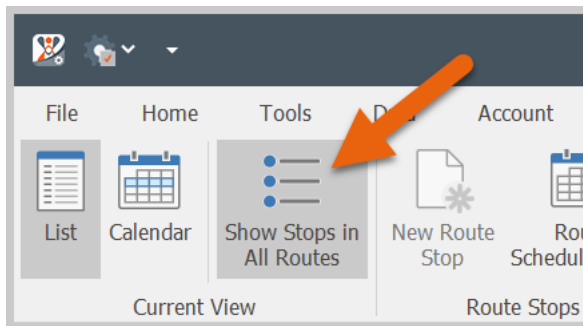 File Home Tools Account
List Calendar Show Stops in All Routes New Route Stop
Current View Route Stops